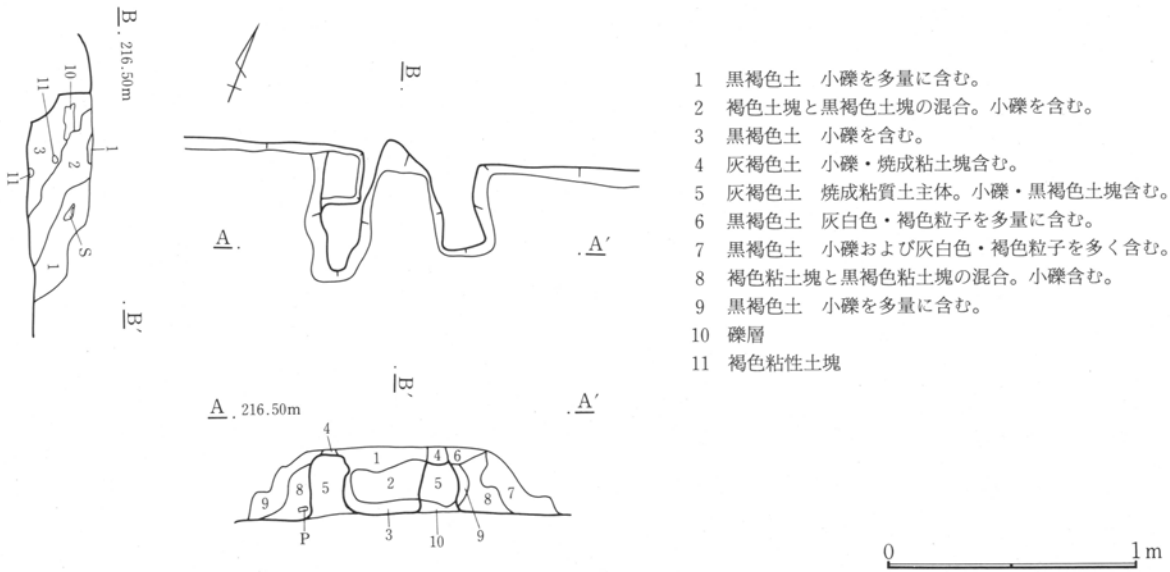 B
. 216.50m
10
11
3
2
1
11
S
1
B′
B
A .
. A′
B′
1 黒褐色土 小礫を多量に含む。
2 褐色土塊と黒褐色土塊の混合。小礫を含む。
3 黒褐色土 小礫を含む。
4 灰褐色土 小礫・焼成粘土塊含む。
5 灰褐色土 焼成粘質土主体。小礫・黒褐色土塊含む。
6 黒褐色土 灰白色・褐色粒子を多量に含む。
7 黒褐色土 小礫および灰白色・褐色粒子を多く含む。
8 褐色粘土塊と黒褐色粘土塊の混合。小礫含む。
9 黒褐色土 小礫を多量に含む。
10 礫層
11 褐色粘性土塊
A . 216.50m
. A′
4
1 4 6
9 8 5 2 5 8 7
P 3 10 9
0 1m